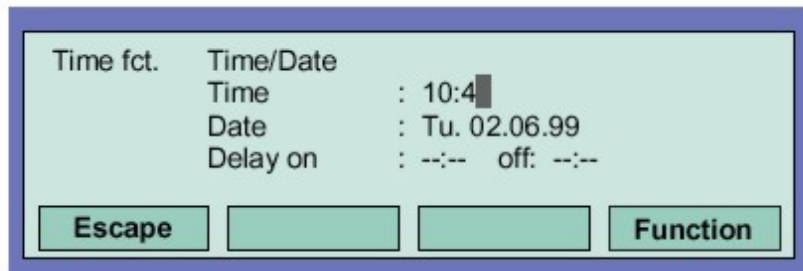 Time fct. Time/Date
Time : 10:4
Date : Tu. 02.06.99
Delay on : --:-- off: --:--
Escape Function